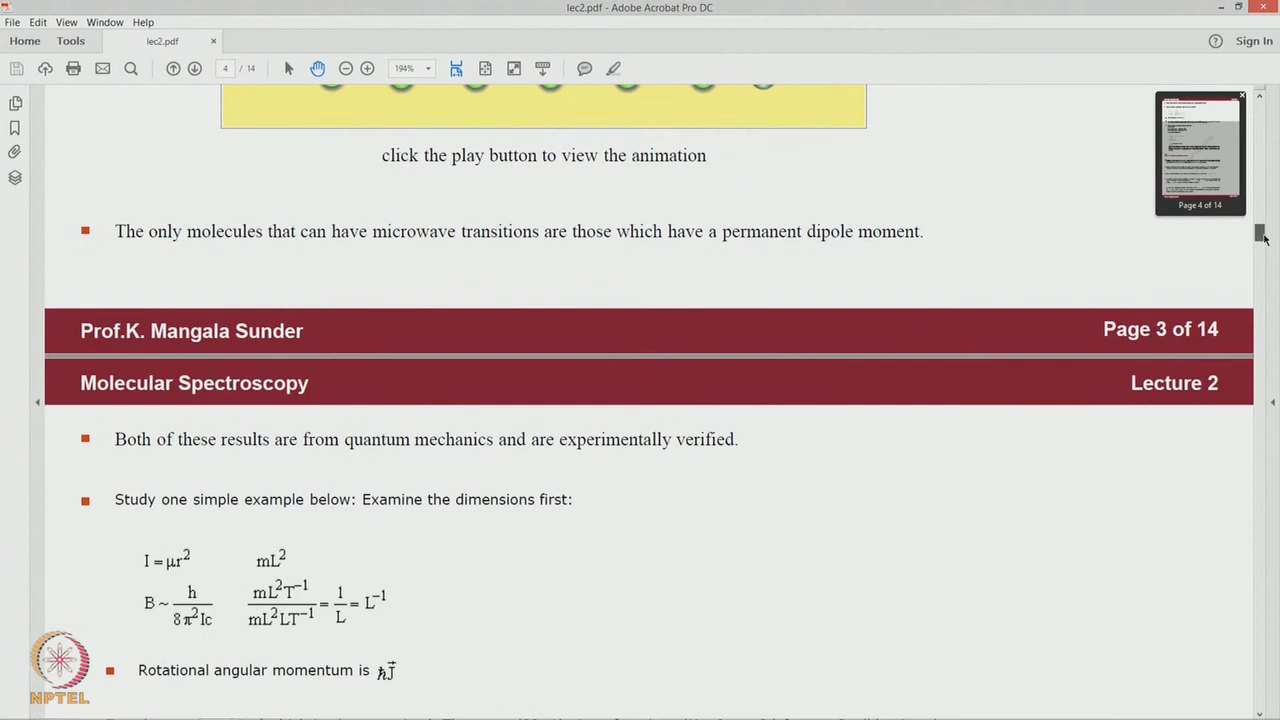 lec2.pdf - Adobe Acrobat Pro DC
File Edit View Window Help
Home Tools lec2.pdf × Sign In
4 / 14 194%
click the play button to view the animation
Page 4 of 14
The only molecules that can have microwave transitions are those which have a permanent dipole moment.
Prof.K. Mangala Sunder Page 3 of 14
Molecular Spectroscopy Lecture 2
Both of these results are from quantum mechanics and are experimentally verified.
Study one simple example below: Examine the dimensions first:
I = μr² mL²
B ~ h / 8π²Ic mL²T⁻¹ / mL²LT⁻¹ = 1 / L = L⁻¹
Rotational angular momentum is ℏJ⃗
NPTEL